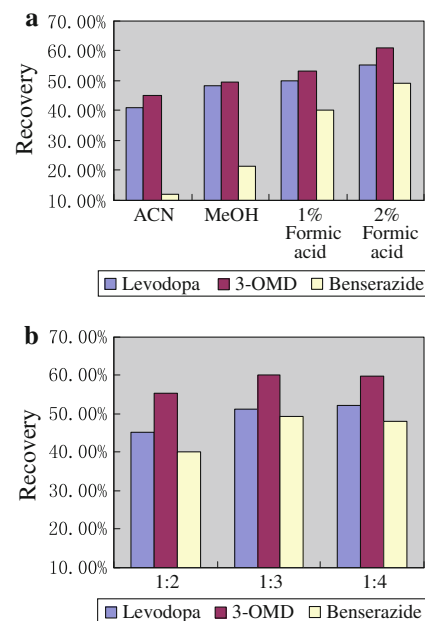 a
70.00%
60.00%
50.00%
40.00%
30.00%
20.00%
10.00%
Recovery
ACN MeOH 1% Formic acid 2% Formic acid
Levodopa 3-OMD Benserazide
b
70.00%
60.00%
50.00%
40.00%
30.00%
20.00%
10.00%
Recovery
1:2 1:3 1:4
Levodopa 3-OMD Benserazide